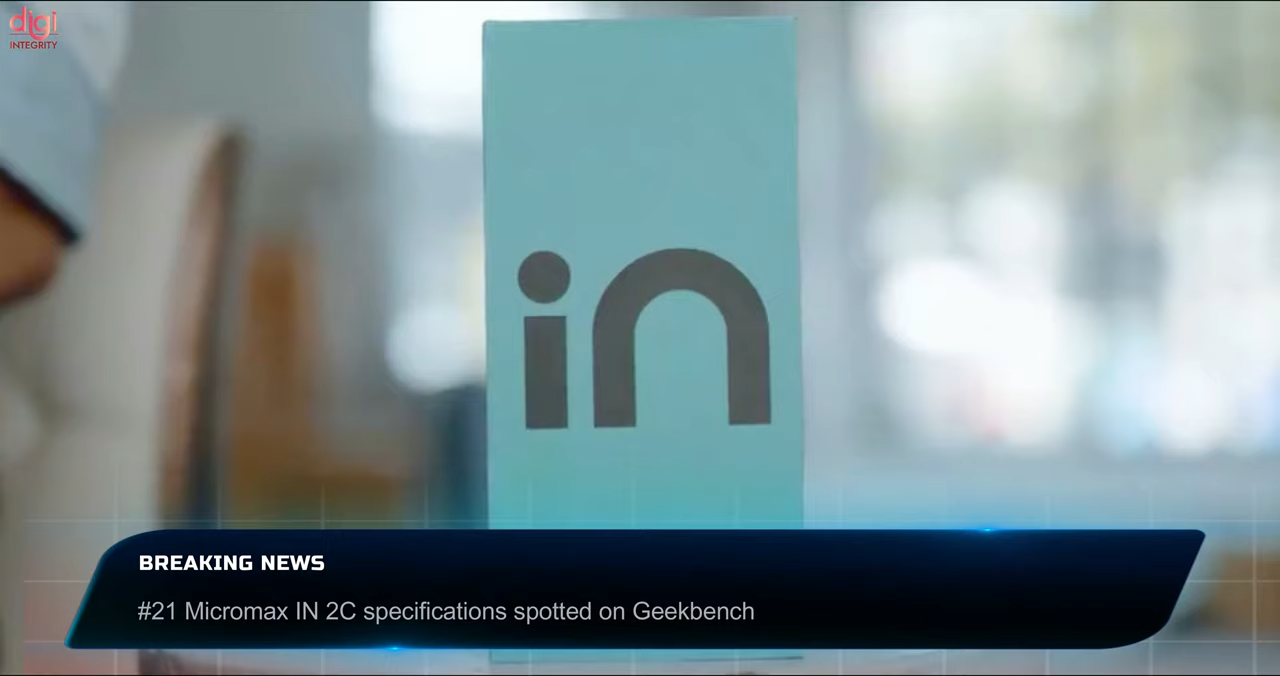 digi
INTEGRITY
in
BREAKING NEWS
#21 Micromax IN 2C specifications spotted on Geekbench